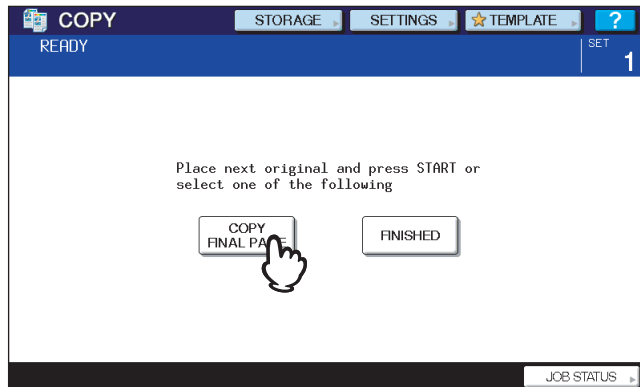 COPY
STORAGE
SETTINGS
TEMPLATE
?
READY
SET
1
Place next original and press START or
select one of the following
COPY
FINAL PAGE
FINISHED
JOB STATUS